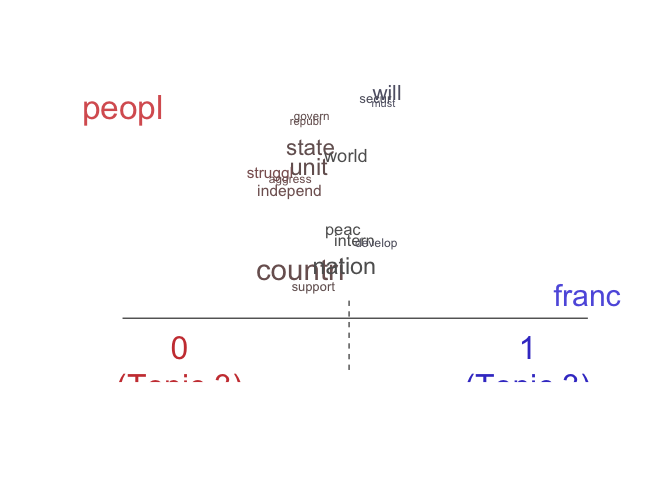 will
secur
must
peopl
govern
republ
state
world
unit
struggl
aggress
independ
peac
intern
develop
nation
countri
support
franc
0
1
(Topic 3)
(Topic 3)